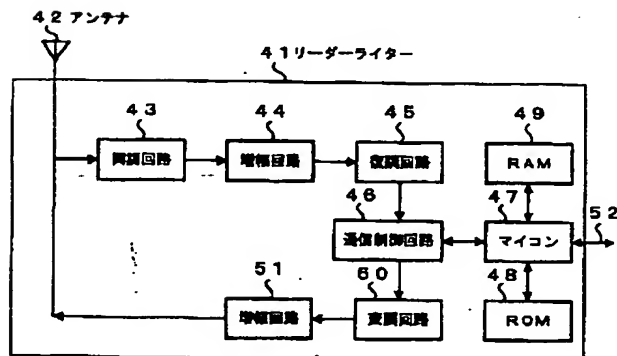 42 アンテナ
41 リーダーライター
43
44
45
49
同調回路
増幅回路
復調回路
RAM
46
47
52
通信制御回路
マイコン
51
50
48
増幅回路
変調回路
ROM